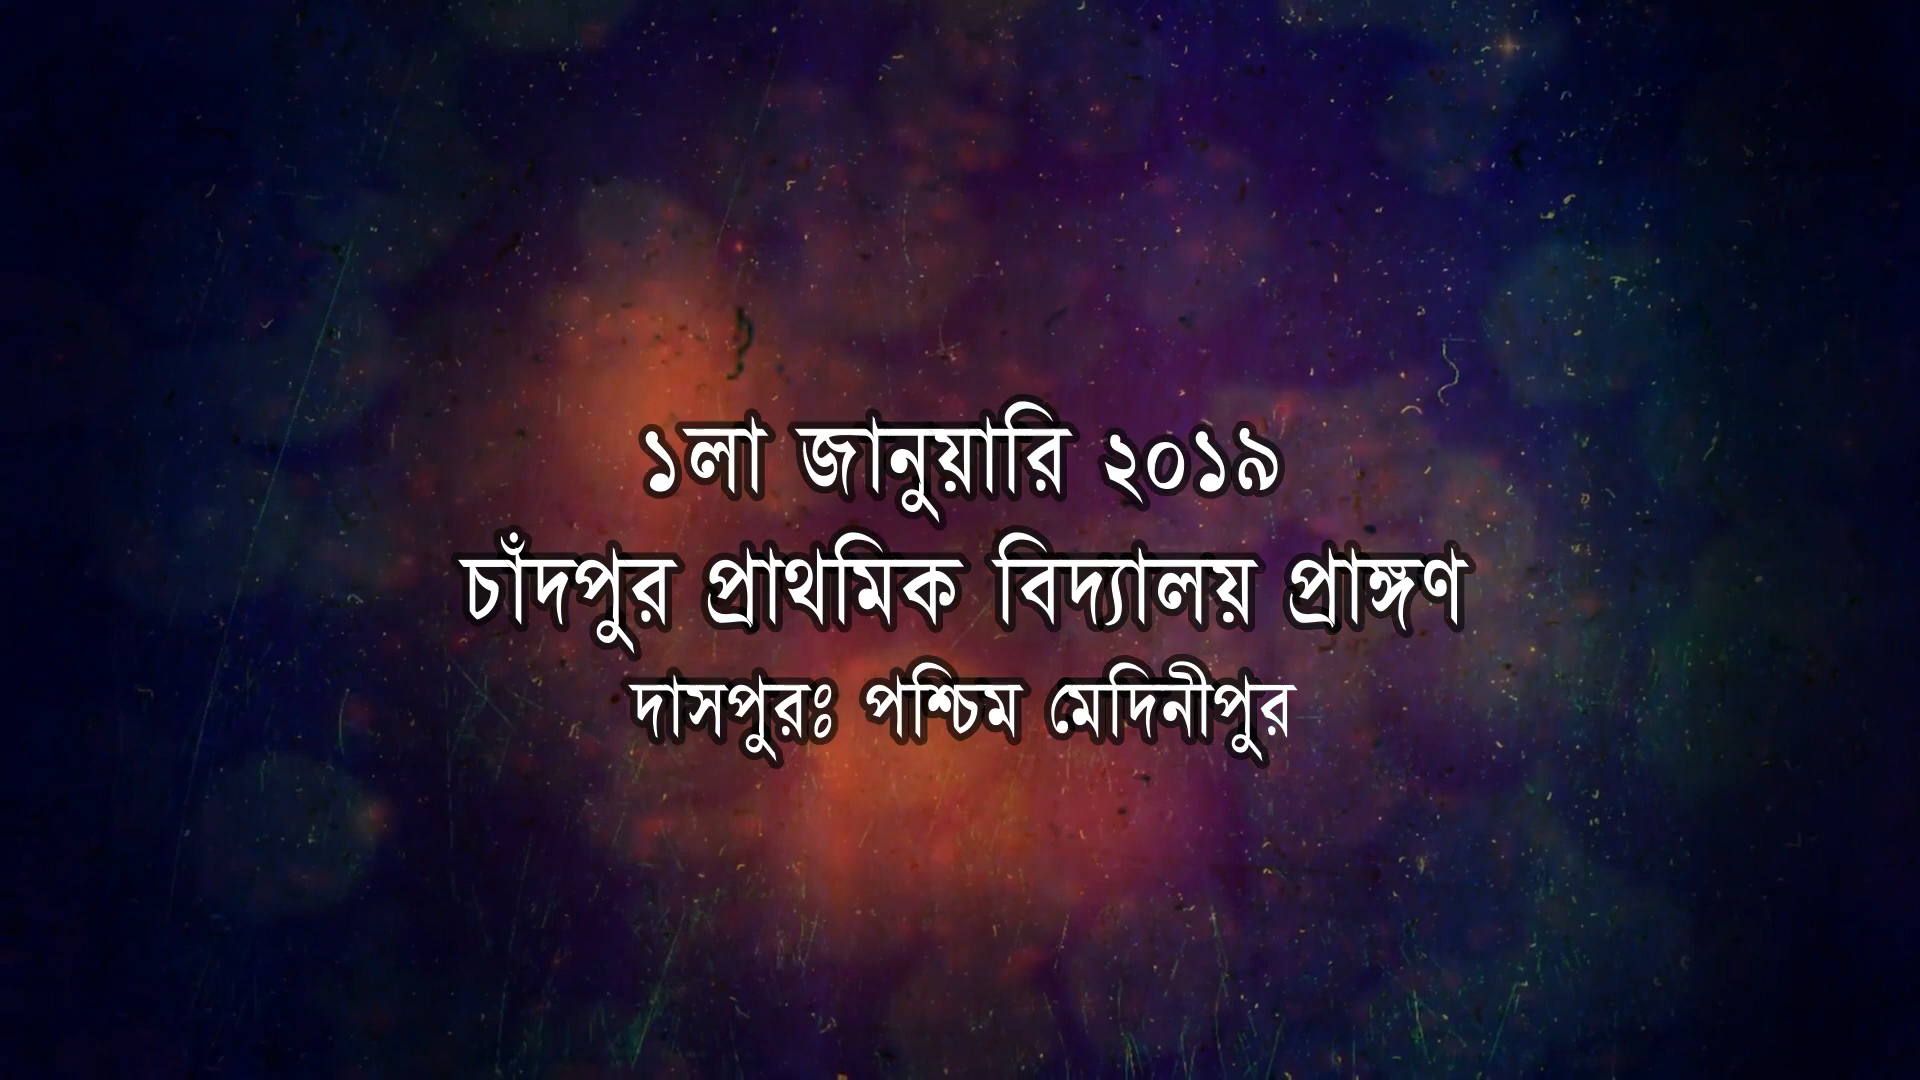 ১লা জানুয়ারি ২০১৯
চাঁদপুর প্রাথমিক বিদ্যালয় প্রাঙ্গণ
দাসপুরঃ পশ্চিম মেদিনীপুর